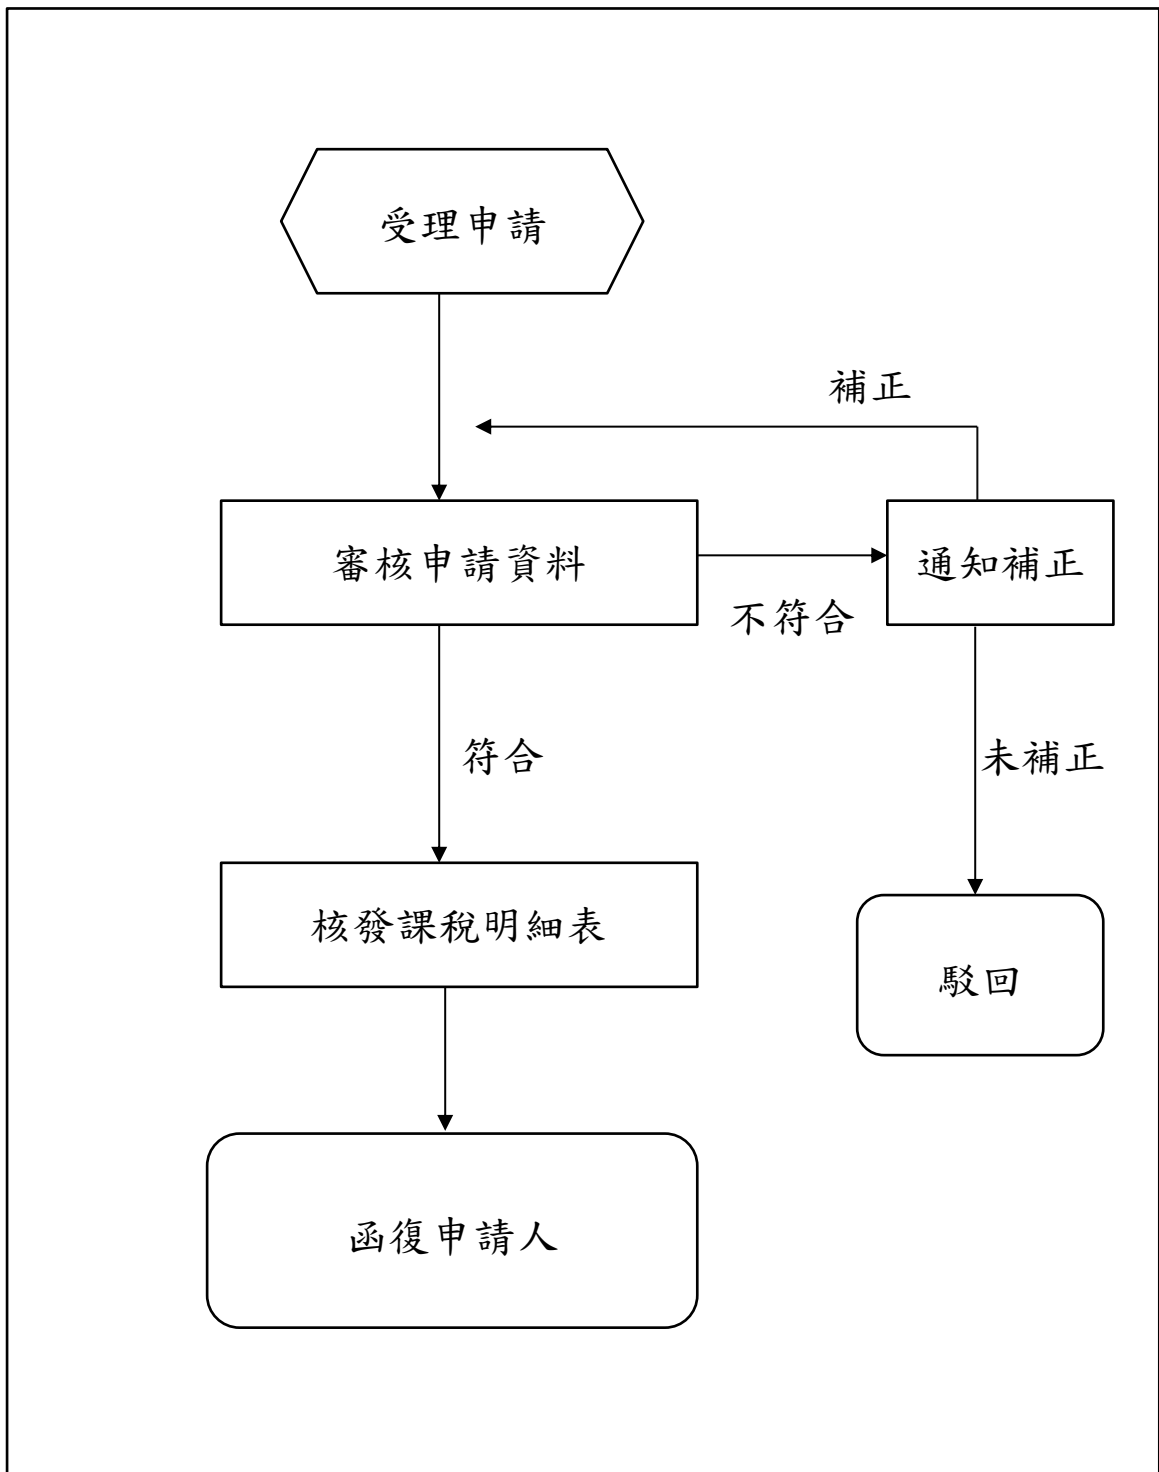 受理申請
補正
審核申請資料
通知補正
不符合
符合
未補正
核發課稅明細表
駁回
函復申請人